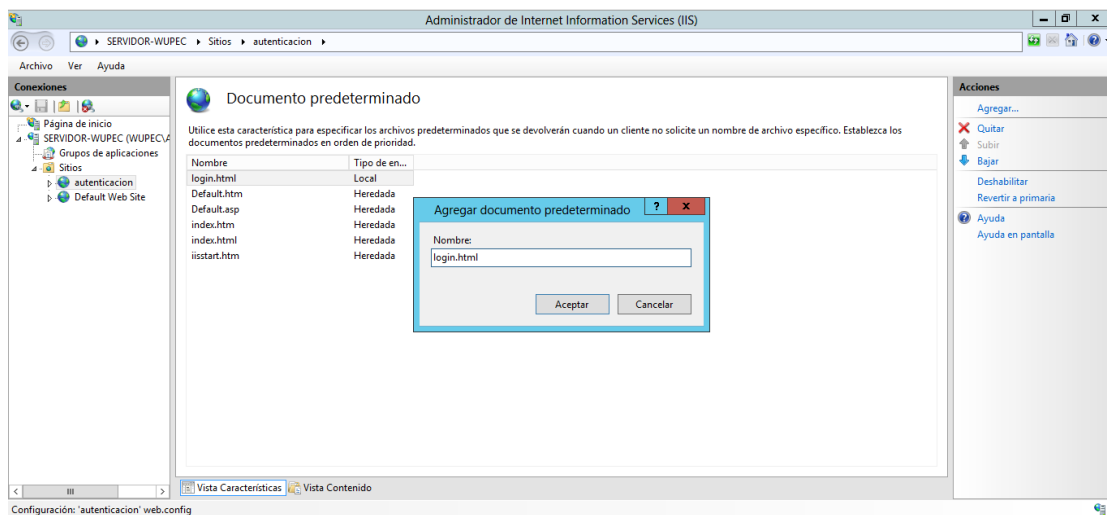 Administrador de Internet Information Services (IIS)
SERVIDOR-WUPEC ▸ Sitios ▸ autenticacion ▸
Archivo Ver Ayuda
Conexiones
Página de inicio
SERVIDOR-WUPEC (WUPEC\A
Grupos de aplicaciones
Sitios
autenticacion
Default Web Site
Documento predeterminado
Utilice esta característica para especificar los archivos predeterminados que se devolverán cuando un cliente no solicite un nombre de archivo específico. Establezca los
documentos predeterminados en orden de prioridad.
Nombre Tipo de en...
login.html Local
Default.htm Heredada
Default.asp Heredada
index.htm Heredada
index.html Heredada
iisstart.htm Heredada
Agregar documento predeterminado ? x
Nombre:
login.html
Aceptar Cancelar
Acciones
Agregar...
Quitar
Subir
Bajar
Deshabilitar
Revertir a primaria
Ayuda
Ayuda en pantalla
Vista Características Vista Contenido
Configuración: 'autenticacion' web.config